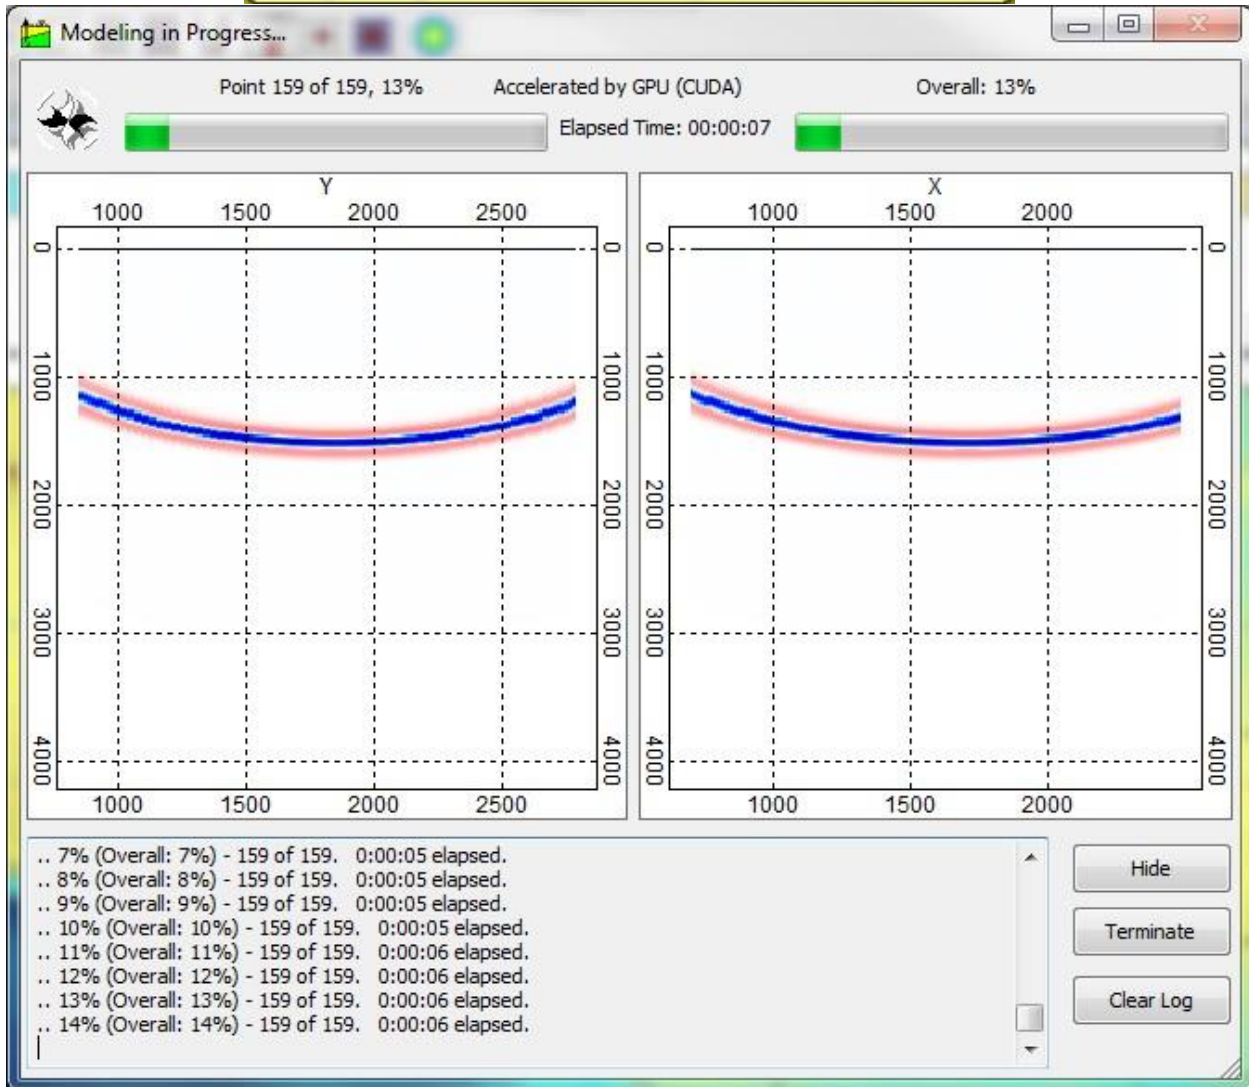 Modeling in Progress...
Point 159 of 159, 13% Accelerated by GPU (CUDA) Overall: 13%
Elapsed Time: 00:00:07
Y
1000 1500 2000 2500
0 0
1000 1000
2000 2000
3000 3000
4000 4000
1000 1500 2000 2500
X
1000 1500 2000
0 0
1000 1000
2000 2000
3000 3000
4000 4000
1000 1500 2000
.. 7% (Overall: 7%) - 159 of 159. 0:00:05 elapsed.
.. 8% (Overall: 8%) - 159 of 159. 0:00:05 elapsed.
.. 9% (Overall: 9%) - 159 of 159. 0:00:05 elapsed.
.. 10% (Overall: 10%) - 159 of 159. 0:00:05 elapsed.
.. 11% (Overall: 11%) - 159 of 159. 0:00:06 elapsed.
.. 12% (Overall: 12%) - 159 of 159. 0:00:06 elapsed.
.. 13% (Overall: 13%) - 159 of 159. 0:00:06 elapsed.
.. 14% (Overall: 14%) - 159 of 159. 0:00:06 elapsed.
Hide
Terminate
Clear Log